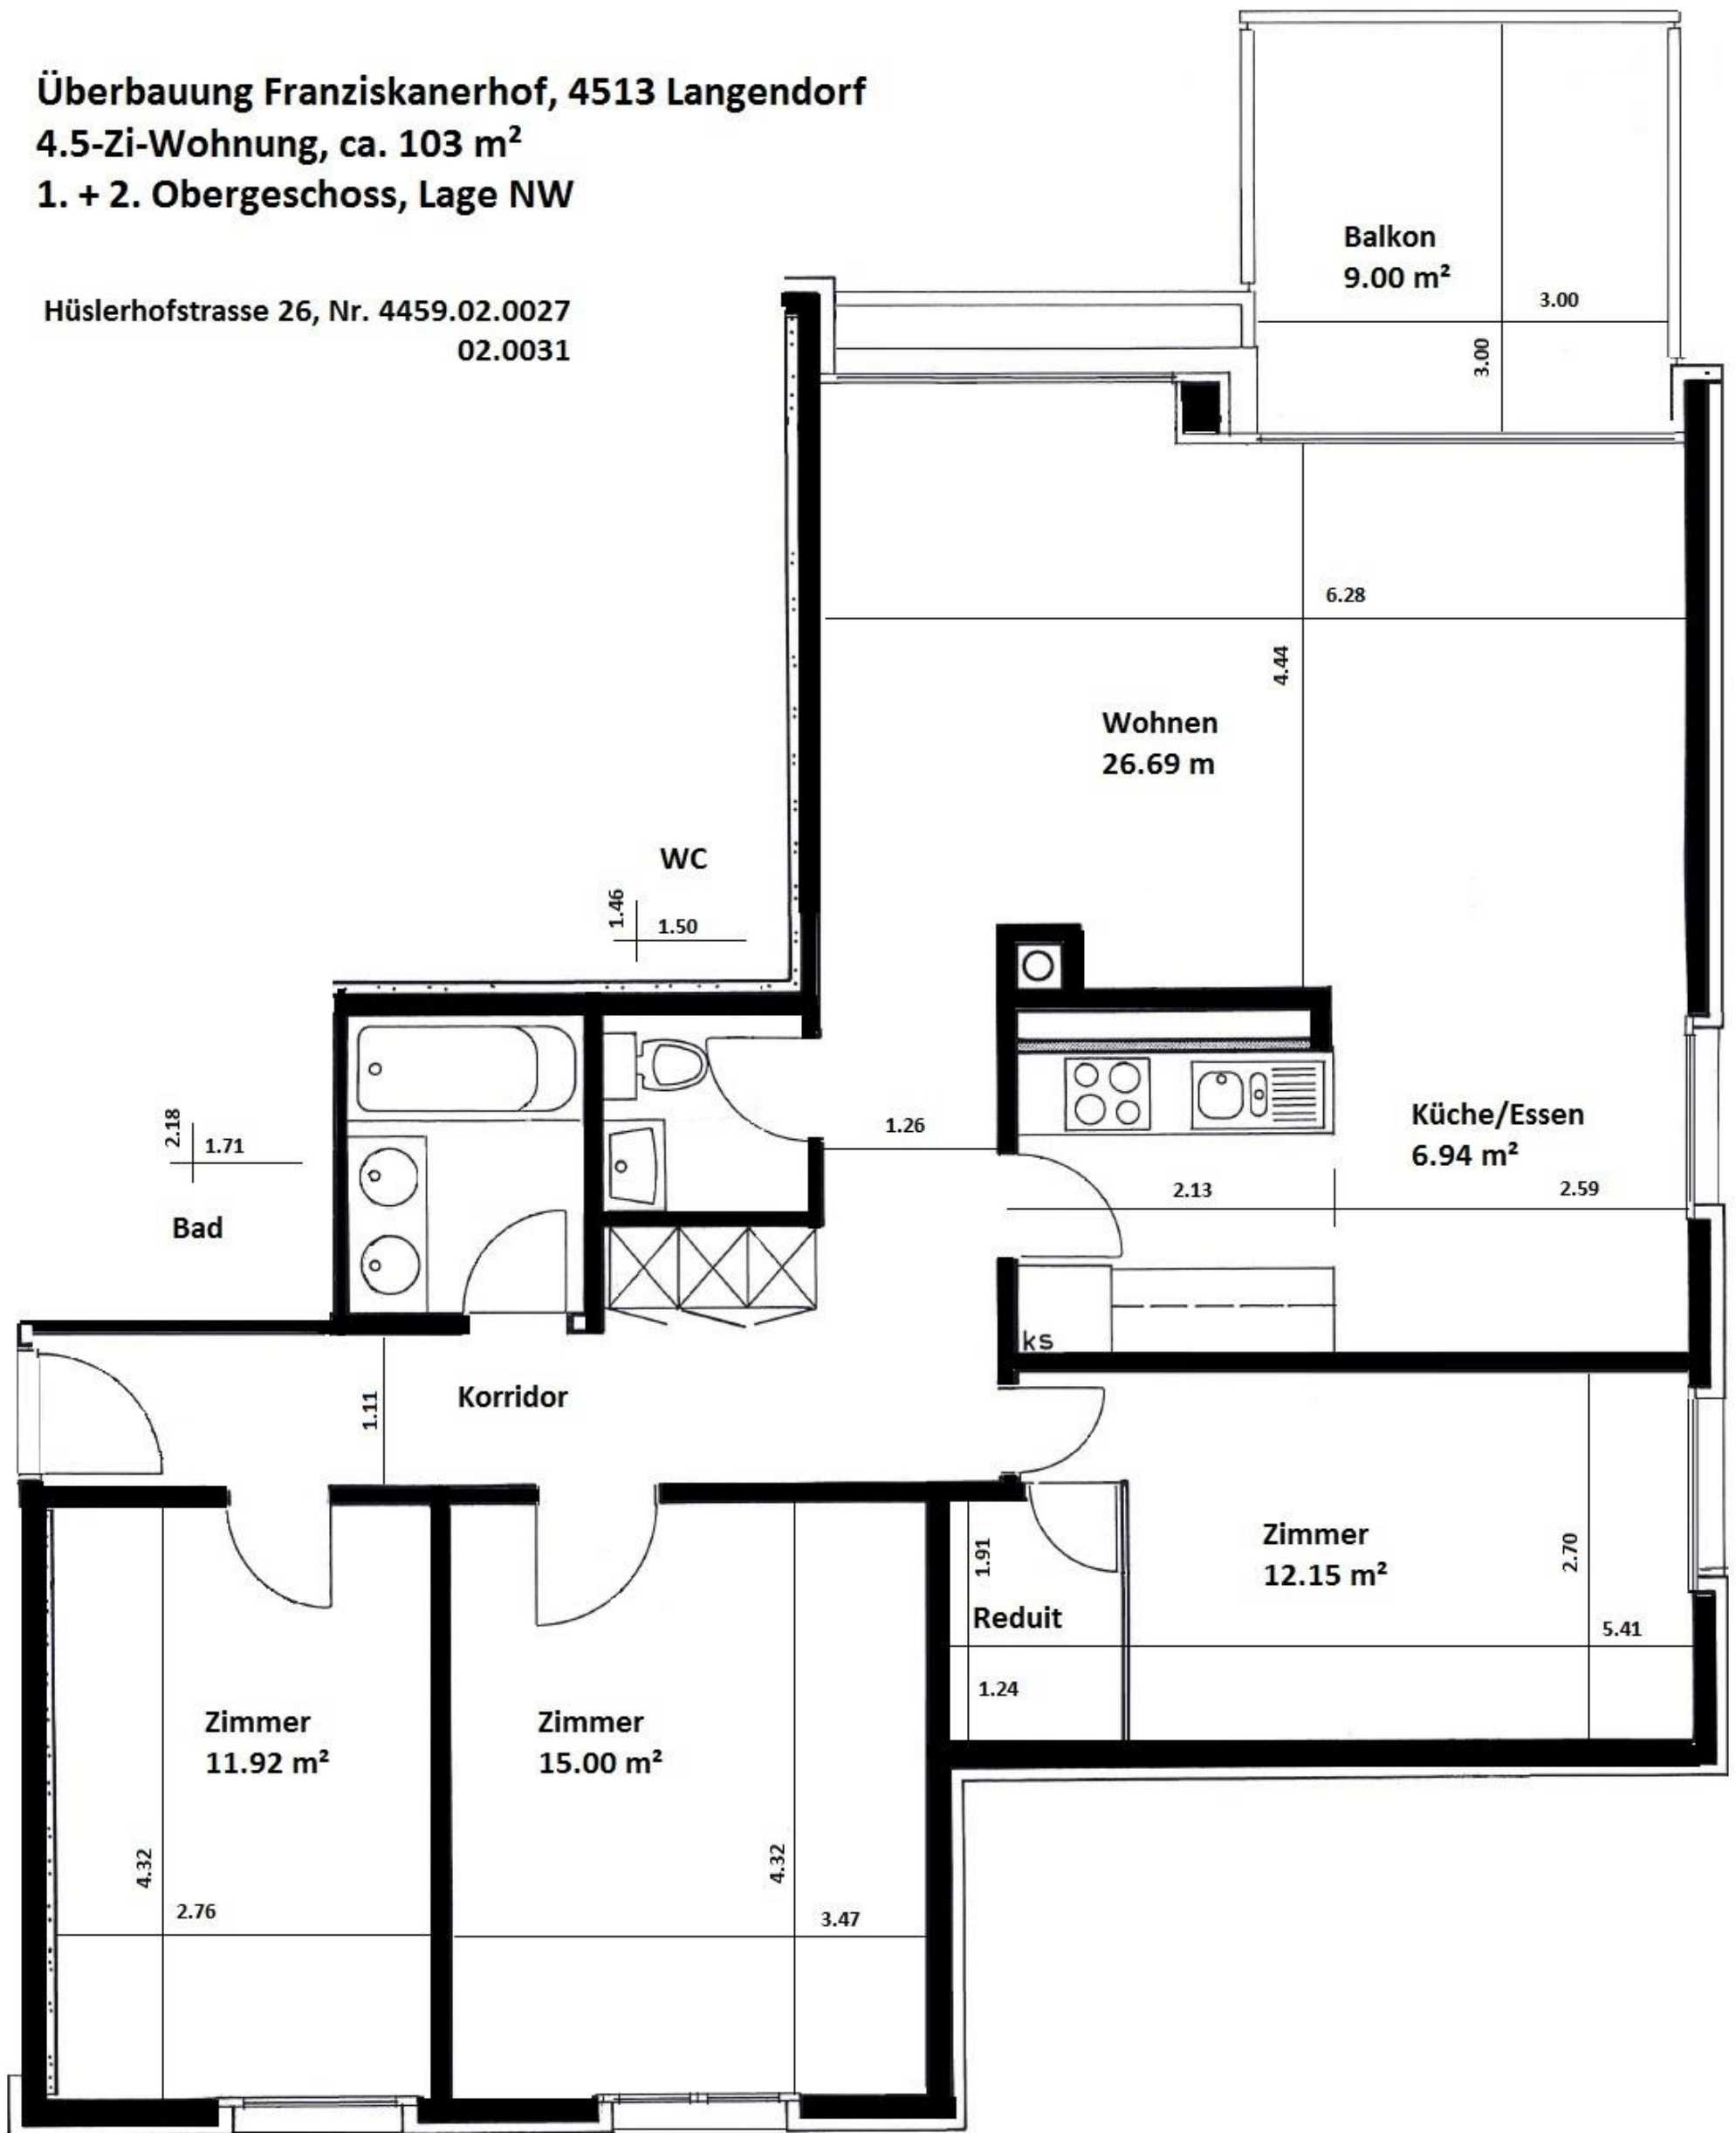 Überbauung Franziskanerhof, 4513 Langendorf
4.5-Zi-Wohnung, ca. 103 m²
1. + 2. Obergeschoss, Lage NW
Hüslerhofstrasse 26, Nr. 4459.02.0027
02.0031
Balkon
9.00 m²
3.00
3.00
6.28
4.44
Wohnen
26.69 m
WC
1.46
1.50
2.18
1.71
Bad
1.26
Küche/Essen
6.94 m²
2.13
2.59
ks
Korridor
1.11
Zimmer
12.15 m²
2.70
5.41
1.91
Reduit
1.24
Zimmer
11.92 m²
4.32
2.76
Zimmer
15.00 m²
4.32
3.47